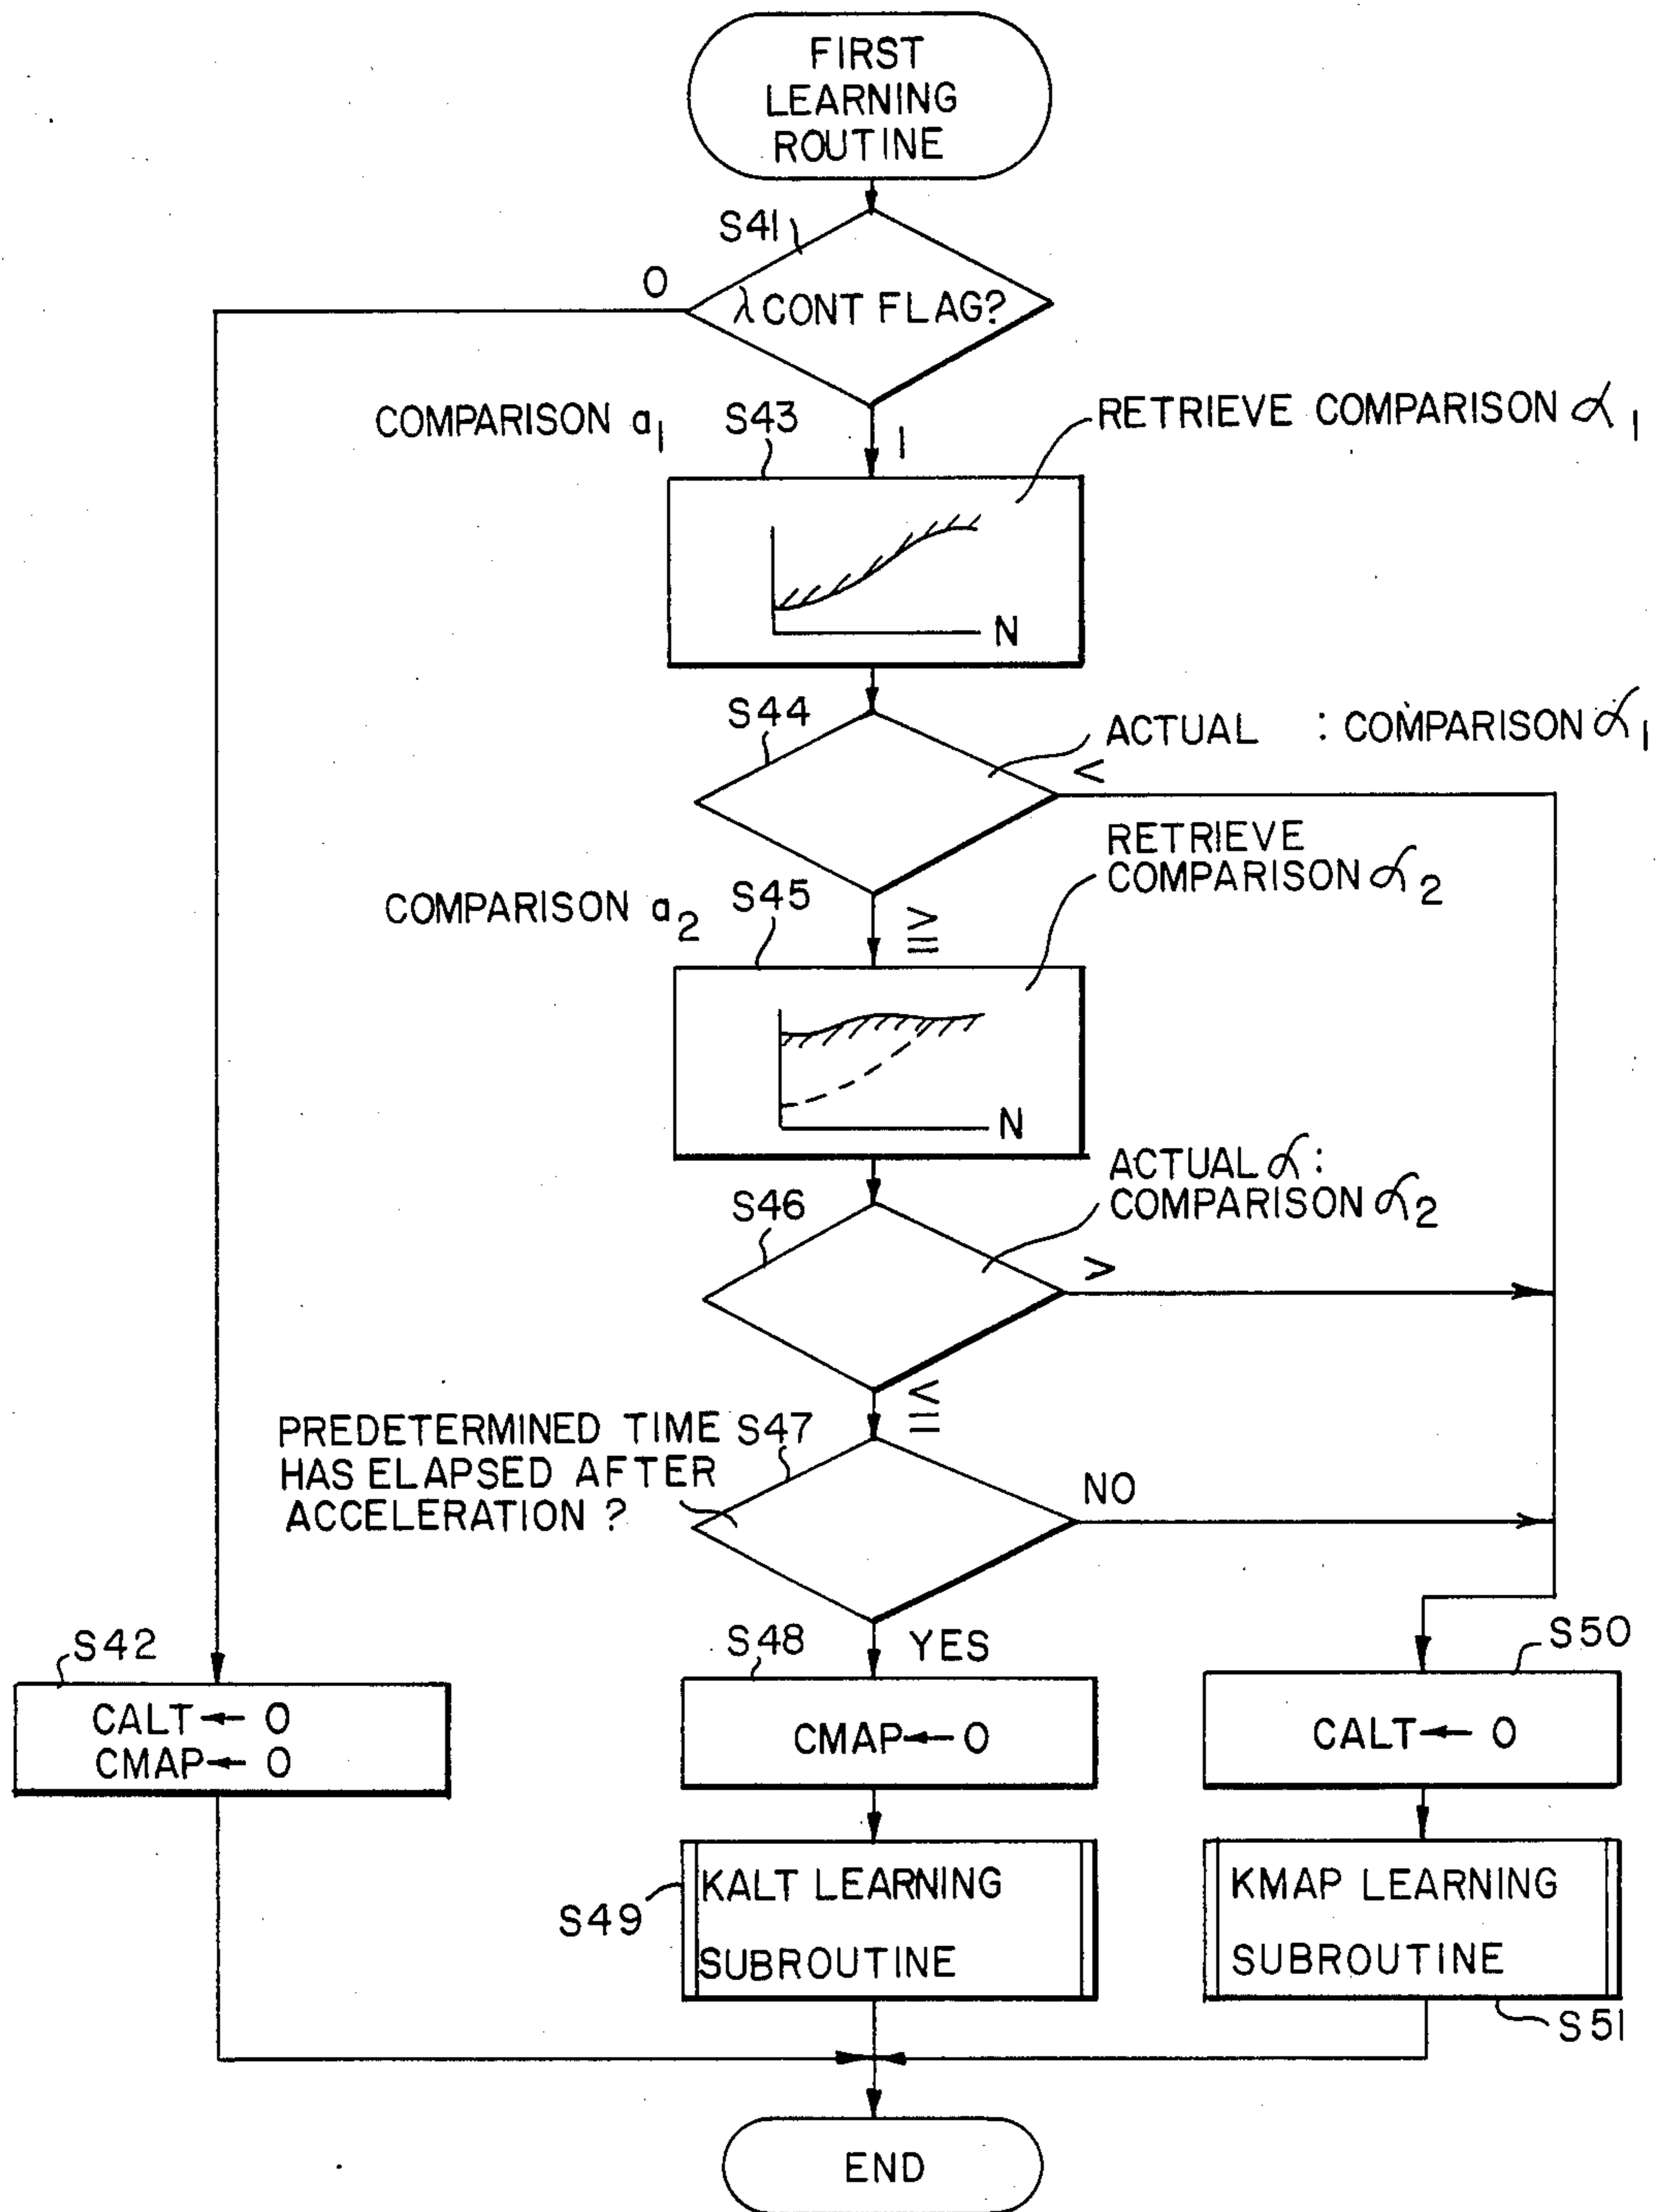 FIRST
LEARNING
ROUTINE
S41
0
λCONT FLAG?
COMPARISON a1
S43
1
RETRIEVE COMPARISON α1
N
S44
ACTUAL : COMPARISON α1
<
RETRIEVE
COMPARISON α2
COMPARISON a2
S45
≧
N
S46
ACTUAL α:
COMPARISON α2
>
≦
PREDETERMINED TIME
HAS ELAPSED AFTER
ACCELERATION ?
S47
NO
S42
S48
YES
S50
CALT← 0
CMAP← 0
CMAP← 0
CALT← 0
S49
KALT LEARNING
SUBROUTINE
KMAP LEARNING
SUBROUTINE
S51
END